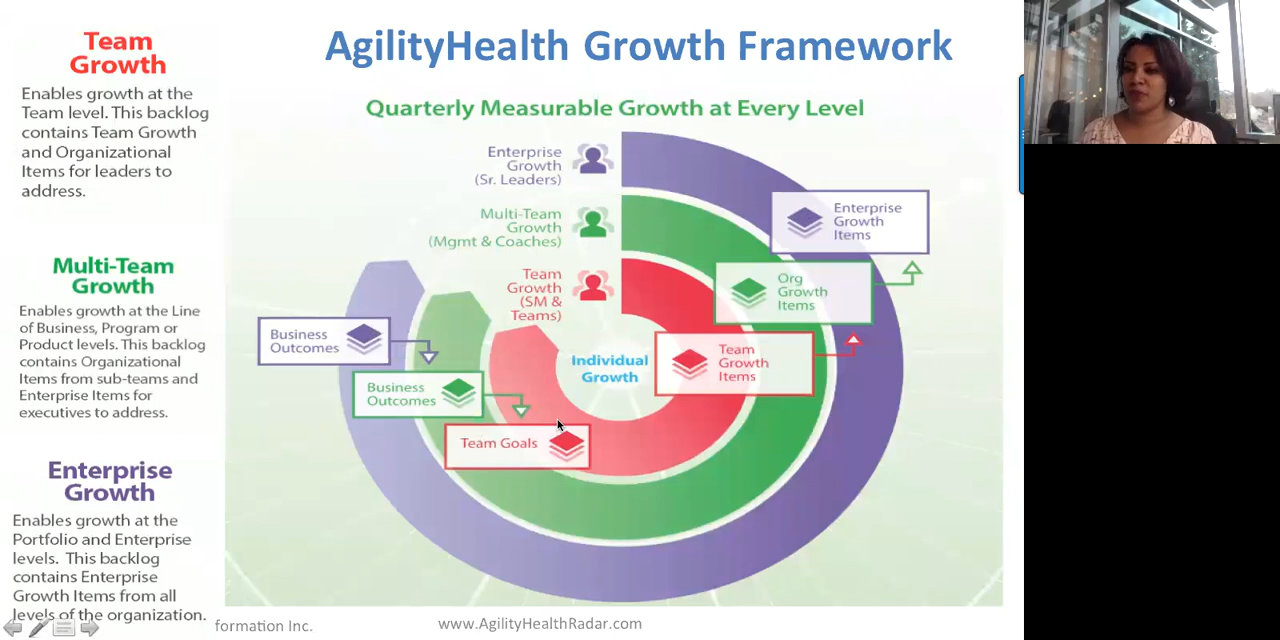 AgilityHealth Growth Framework
Team
Growth
Enables growth at the
Team level. This backlog
contains Team Growth
and Organizational
Items for leaders to
address.
Multi-Team
Growth
Enables growth at the Line
of Business, Program or
Product levels. This backlog
contains Organizational
Items from sub-teams and
Enterprise Items for
executives to address.
Enterprise
Growth
Enables growth at the
Portfolio and Enterprise
levels. This backlog
contains Enterprise
Growth Items from all
levels of the organization.
Quarterly Measurable Growth at Every Level
Enterprise
Growth
(Sr. Leaders)
Multi-Team
Growth
(Mgmt & Coaches)
Team
Growth
(SM &
Teams)
Individual
Growth
Enterprise
Growth
Items
Org
Growth
Items
Team
Growth
Items
Business
Outcomes
Business
Outcomes
Team Goals
formation Inc.
www.AgilityHealthRadar.com